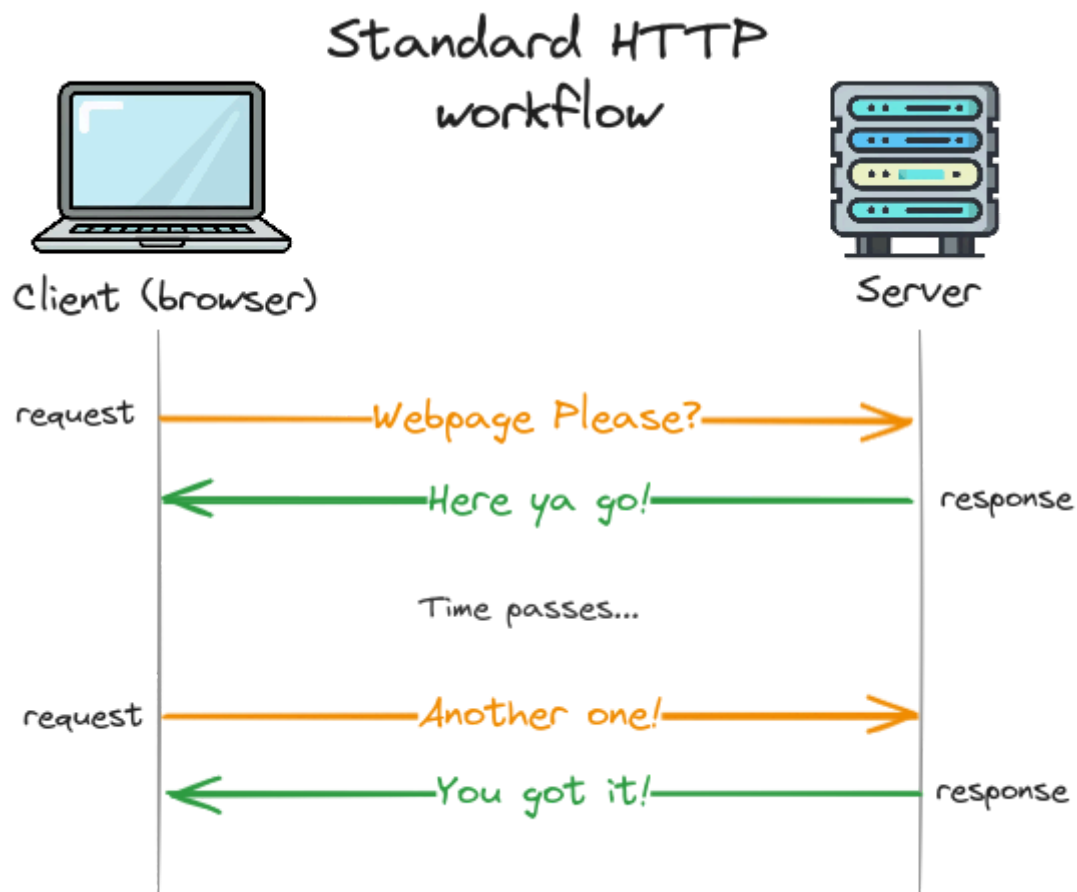 Standard HTTP
workflow
Client (browser)
Server
request
Webpage Please?
Here ya go!
response
Time passes...
request
Another one!
You got it!
response